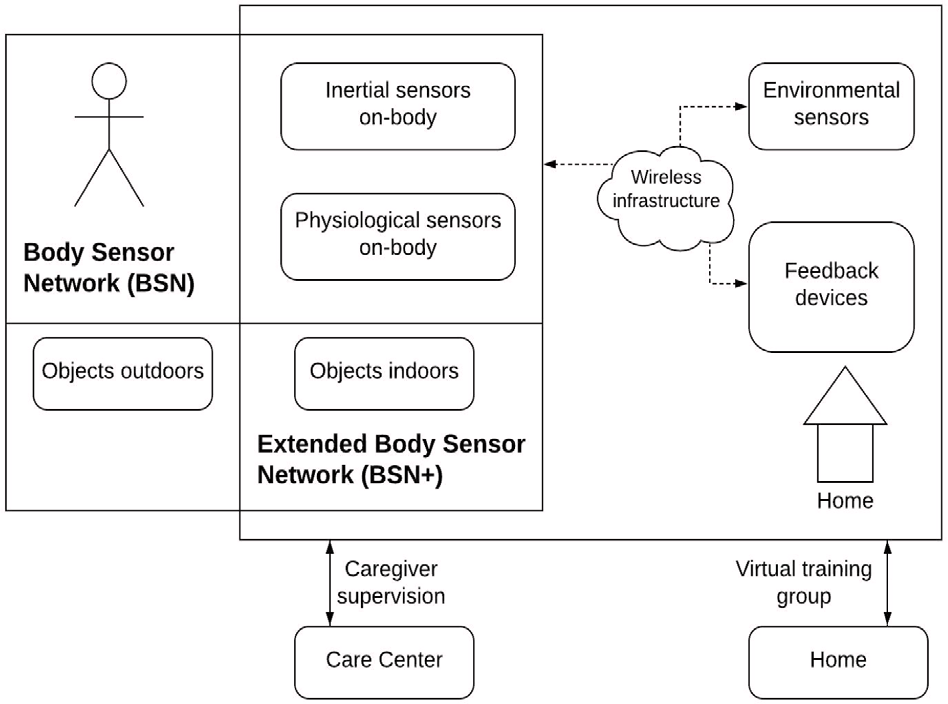 Inertial sensors
on-body
Environmental
sensors
Wireless
infrastructure
Physiological sensors
on-body
Body Sensor
Network (BSN)
Feedback
devices
Objects outdoors
Objects indoors
Extended Body Sensor
Network (BSN+)
Home
Caregiver
supervision
Virtual training
group
Care Center
Home